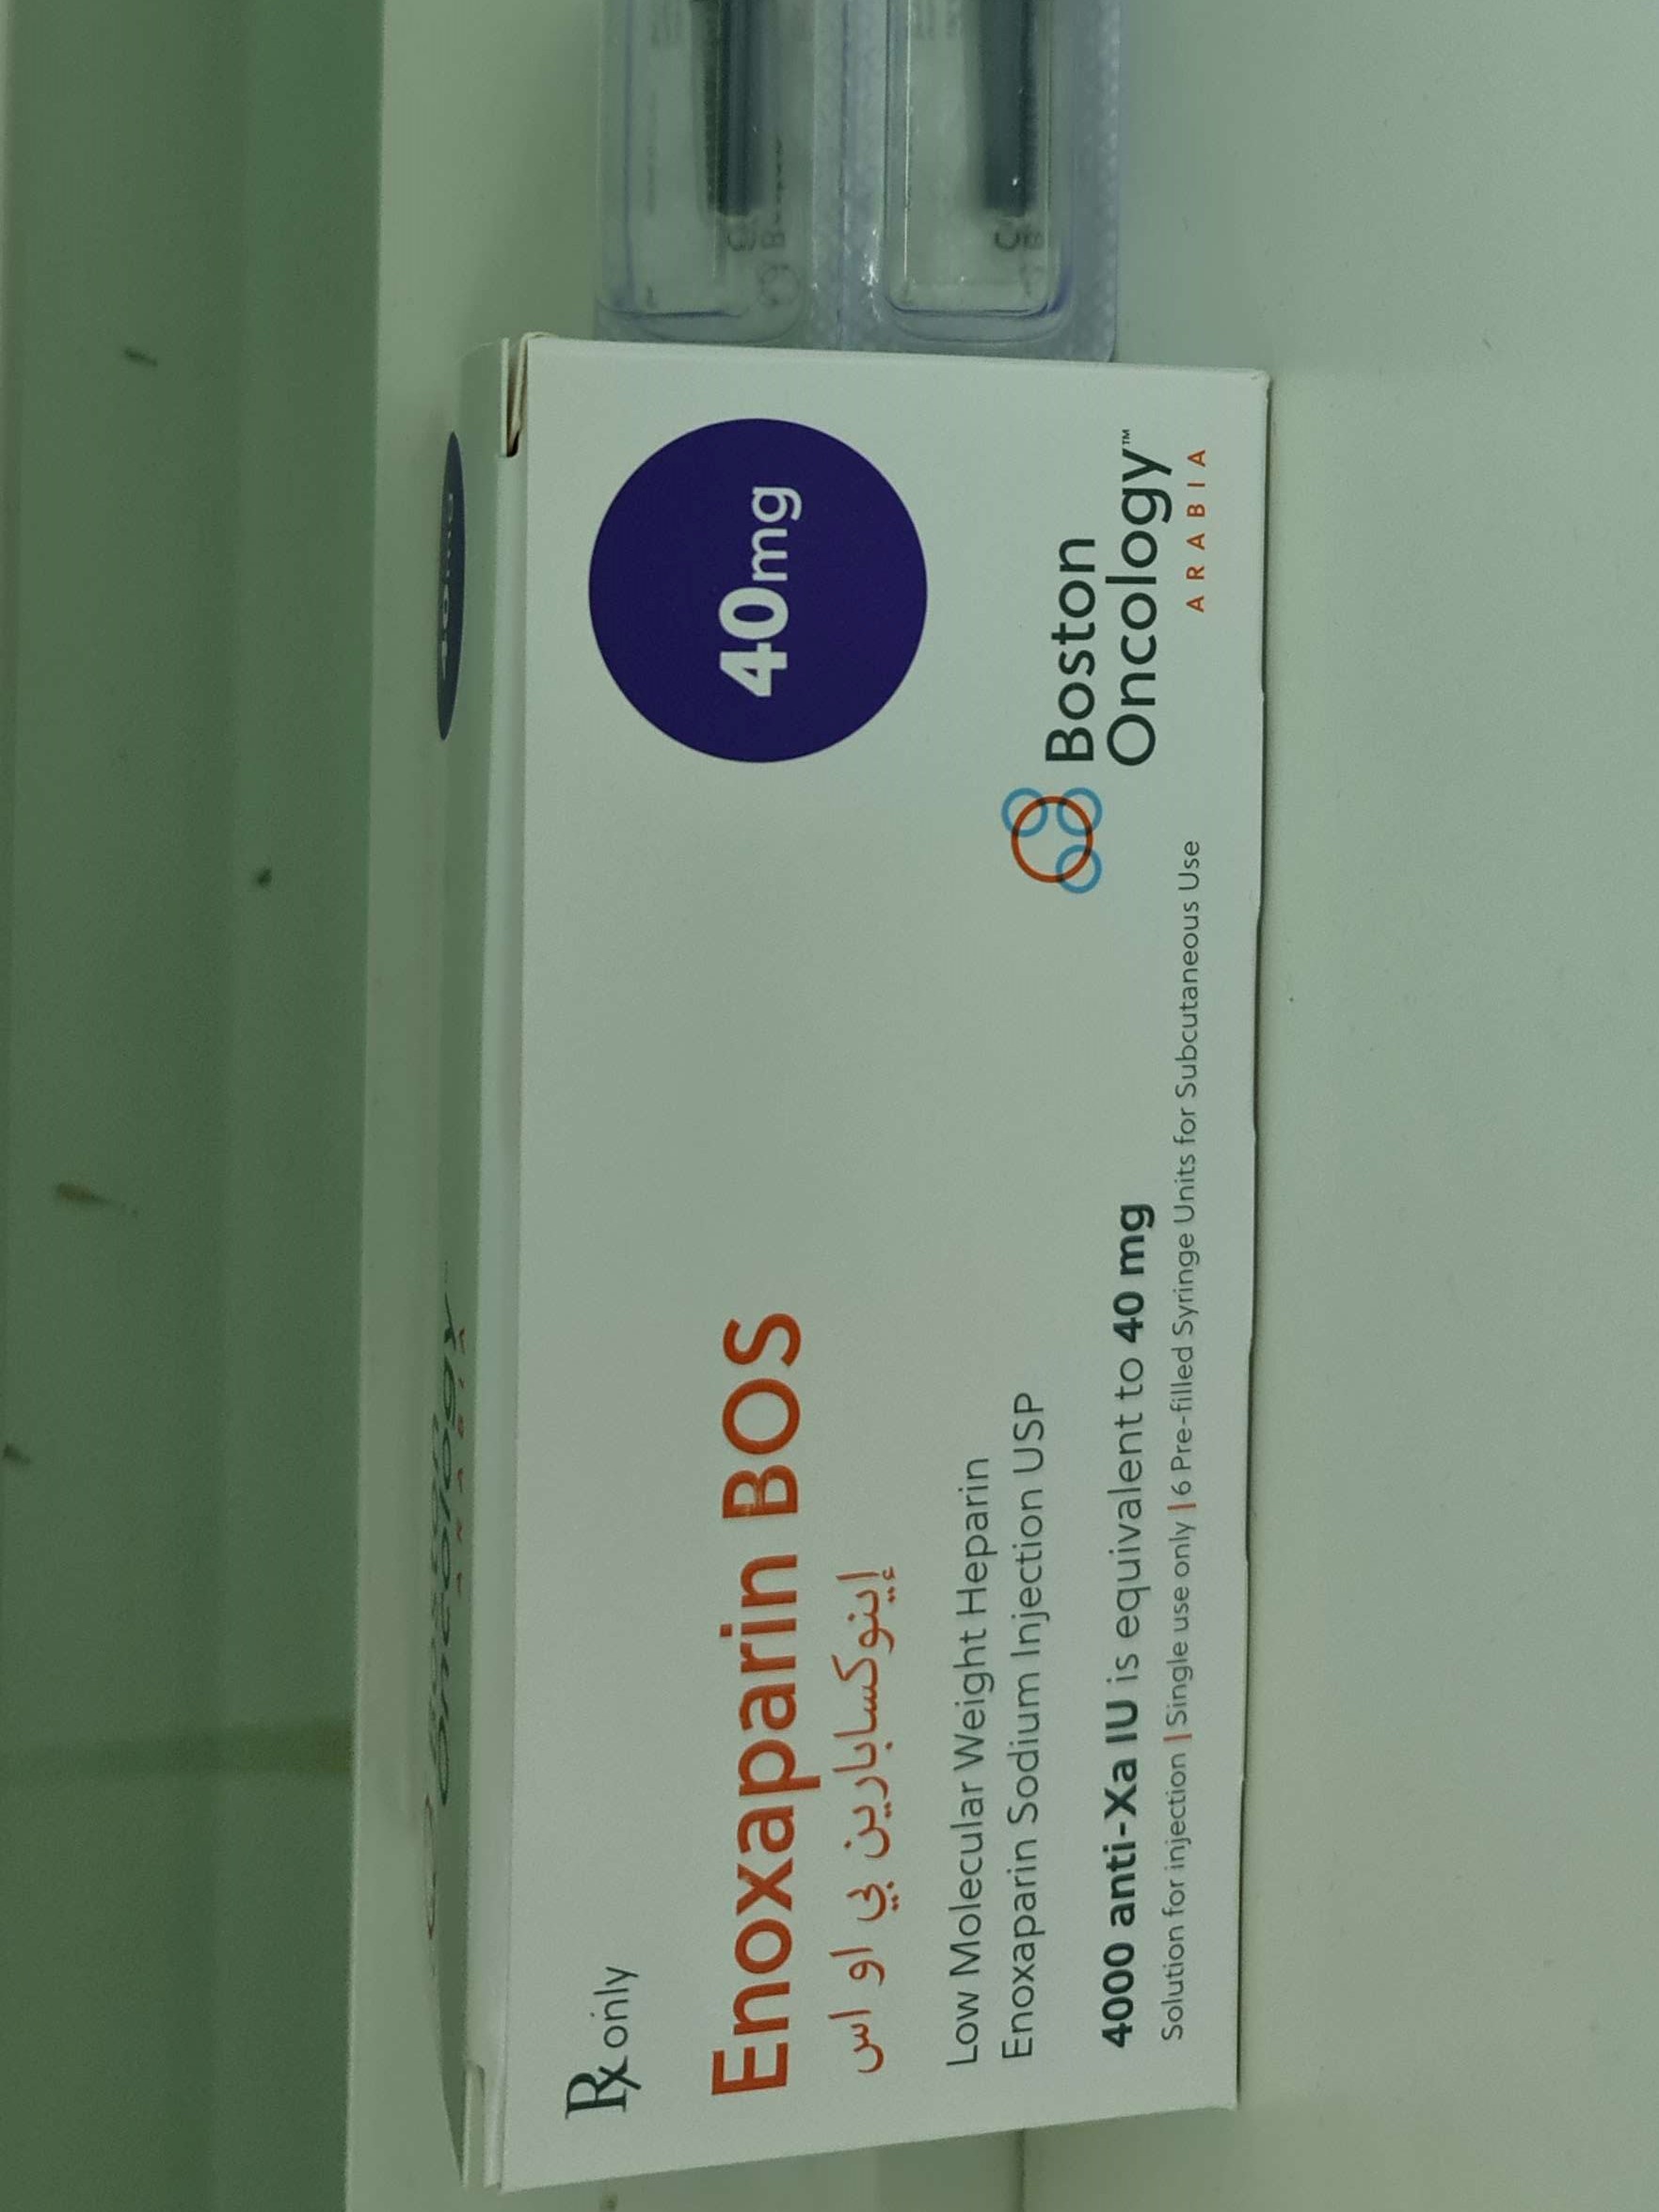 ℞ only
40mg
Enoxaparin BOS
إينوكسابارين بي او اس
Low Molecular Weight Heparin
Enoxaparin Sodium Injection USP
4000 anti-Xa IU is equivalent to 40 mg
Solution for injection | Single use only | 6 Pre-filled Syringe Units for Subcutaneous Use
Boston
Oncology™
ARABIA